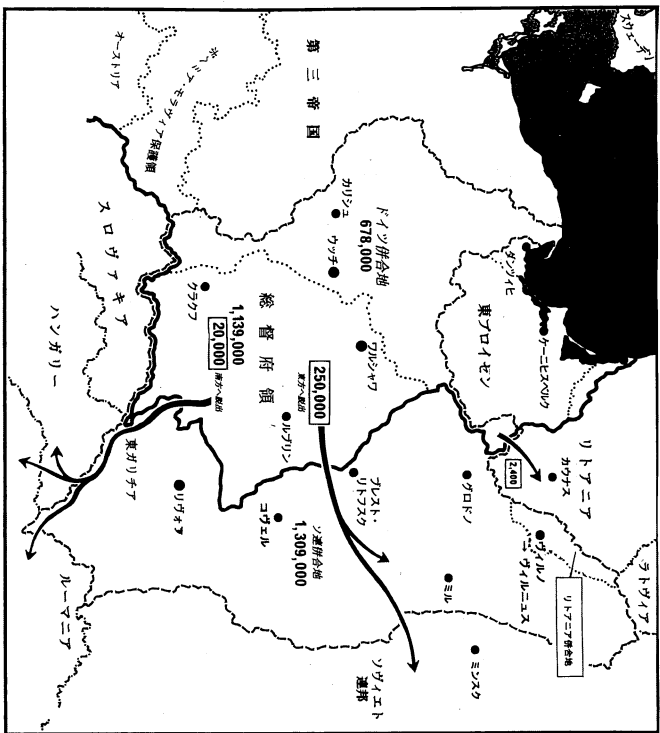 スウェーデン
第三帝国
オーストリア
ボヘミア・モラヴィア保護領
スロヴァキア
ハンガリー
ドイツ併合地
678,000
カリシュ
ウッチ
ダンツィヒ
ケーニヒスベルク
東プロイセン
ワルシャワ
クラクフ
総督府領
1,139,000
20,000
南方へ脱出
250,000
東方へ脱出
ルブリン
東ガリチア
リヴォフ
コヴェル
ソ連併合地
1,309,000
ブレスト・
リトフスク
グロドノ
2,400
リトアニア
カウナス
ヴィルノ
→ヴィルニュス
ラトヴィア
リトアニア併合地
ミル
ミンスク
ソヴィエト
連邦
ルーマニア